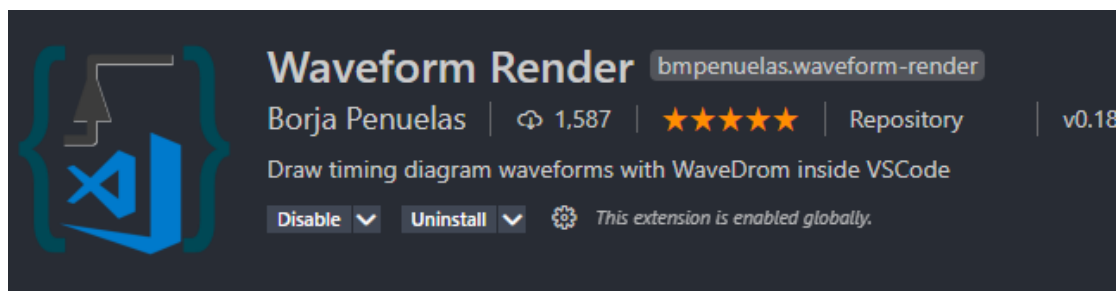 Waveform Render bmpenuelas.waveform-render
Borja Penuelas 1,587 ★★★★★ Repository v0.18
Draw timing diagram waveforms with WaveDrom inside VSCode
Disable Uninstall This extension is enabled globally.